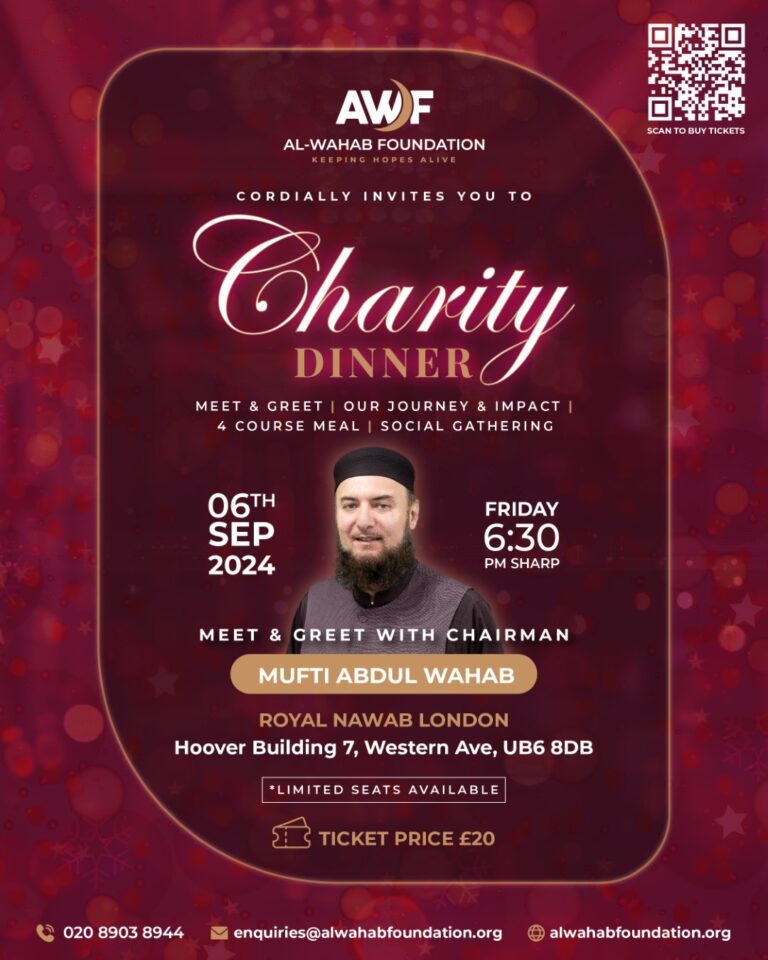 SCAN TO BUY TICKETS
AWF
AL-WAHAB FOUNDATION
KEEPING HOPES ALIVE
CORDIALLY INVITES YOU TO
Charity
DINNER
MEET & GREET | OUR JOURNEY & IMPACT |
4 COURSE MEAL | SOCIAL GATHERING
06TH
SEP
2024
FRIDAY
6:30
PM SHARP
MEET & GREET WITH CHAIRMAN
MUFTI ABDUL WAHAB
ROYAL NAWAB LONDON
Hoover Building 7, Western Ave, UB6 8DB
*LIMITED SEATS AVAILABLE
TICKET PRICE £20
020 8903 8944 enquiries@alwahabfoundation.org alwahabfoundation.org